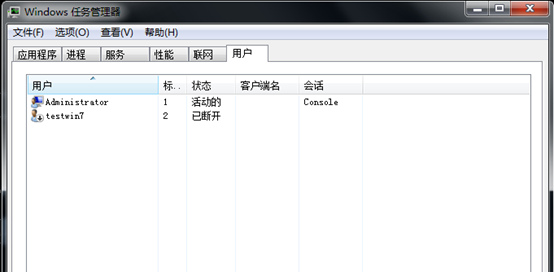 Windows 任务管理器
文件(F) 选项(O) 查看(V) 帮助(H)
应用程序 进程 服务 性能 联网 用户
用户 标.. 状态 客户端名 会话
Administrator 1 活动的 Console
testwin7 2 已断开